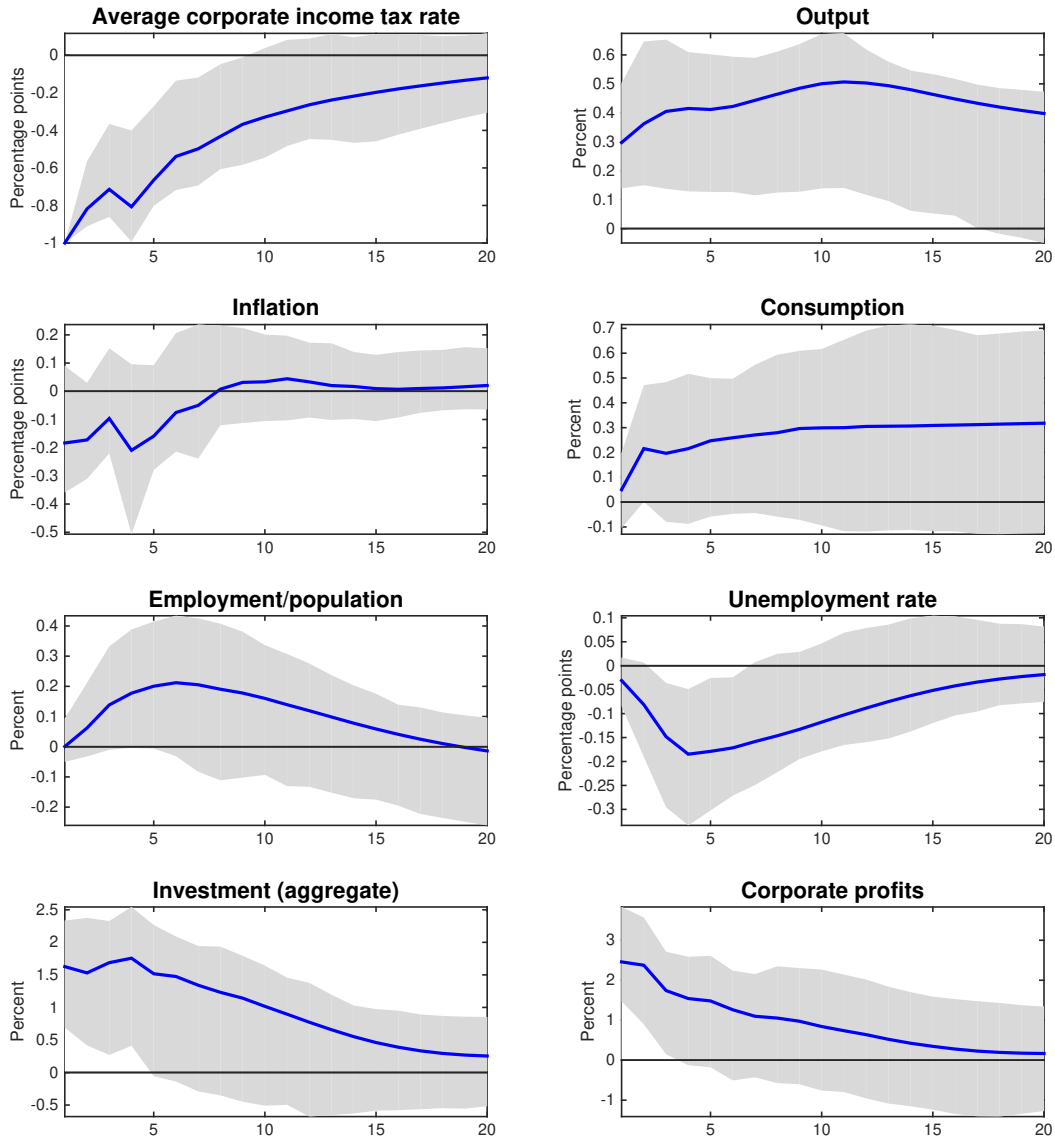 Average corporate income tax rate
Percentage points
0
-0.2
-0.4
-0.6
-0.8
-1
5 10 15 20
Output
Percent
0.6
0.5
0.4
0.3
0.2
0.1
0
5 10 15 20
Inflation
Percentage points
0.2
0.1
0
-0.1
-0.2
-0.3
-0.4
-0.5
5 10 15 20
Consumption
Percent
0.7
0.6
0.5
0.4
0.3
0.2
0.1
0
-0.1
5 10 15 20
Employment/population
Percent
0.4
0.3
0.2
0.1
0
-0.1
-0.2
5 10 15 20
Unemployment rate
Percentage points
0.1
0.05
0
-0.05
-0.1
-0.15
-0.2
-0.25
-0.3
5 10 15 20
Investment (aggregate)
Percent
2.5
2
1.5
1
0.5
0
-0.5
5 10 15 20
Corporate profits
Percent
3
2
1
0
-1
5 10 15 20